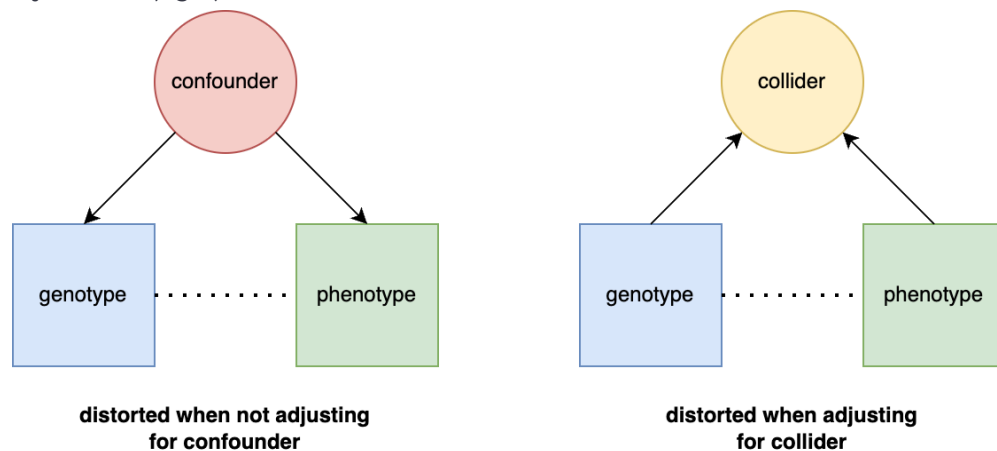 confounder
collider
genotype
phenotype
genotype
phenotype
distorted when not adjusting
for confounder
distorted when adjusting
for collider